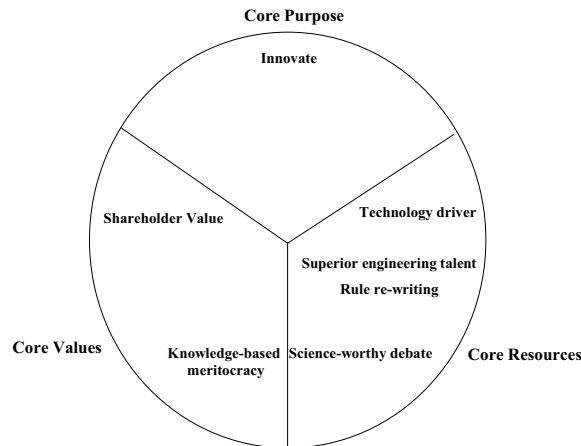 Core Purpose
Innovate
Shareholder Value
Technology driver
Superior engineering talent
Rule re-writing
Core Values
Knowledge-based
meritocracy
Science-worthy debate
Core Resources